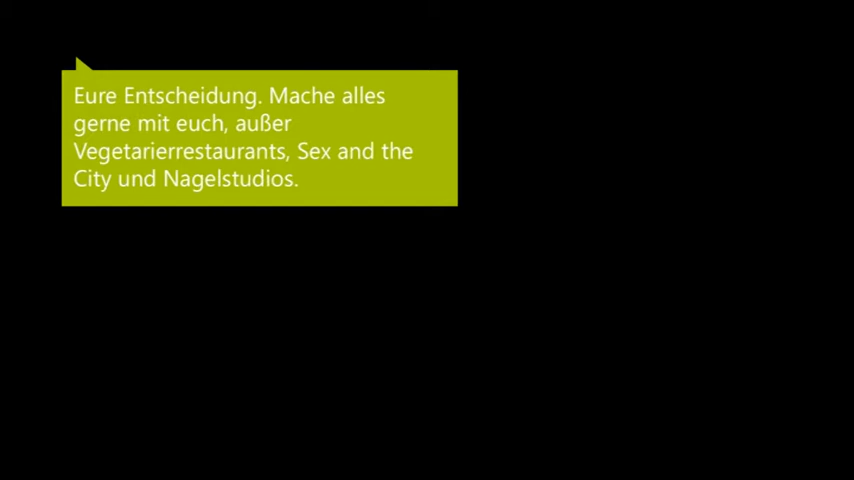 Eure Entscheidung. Mache alles
gerne mit euch, außer
Vegetarierrestaurants, Sex and the
City und Nagelstudios.